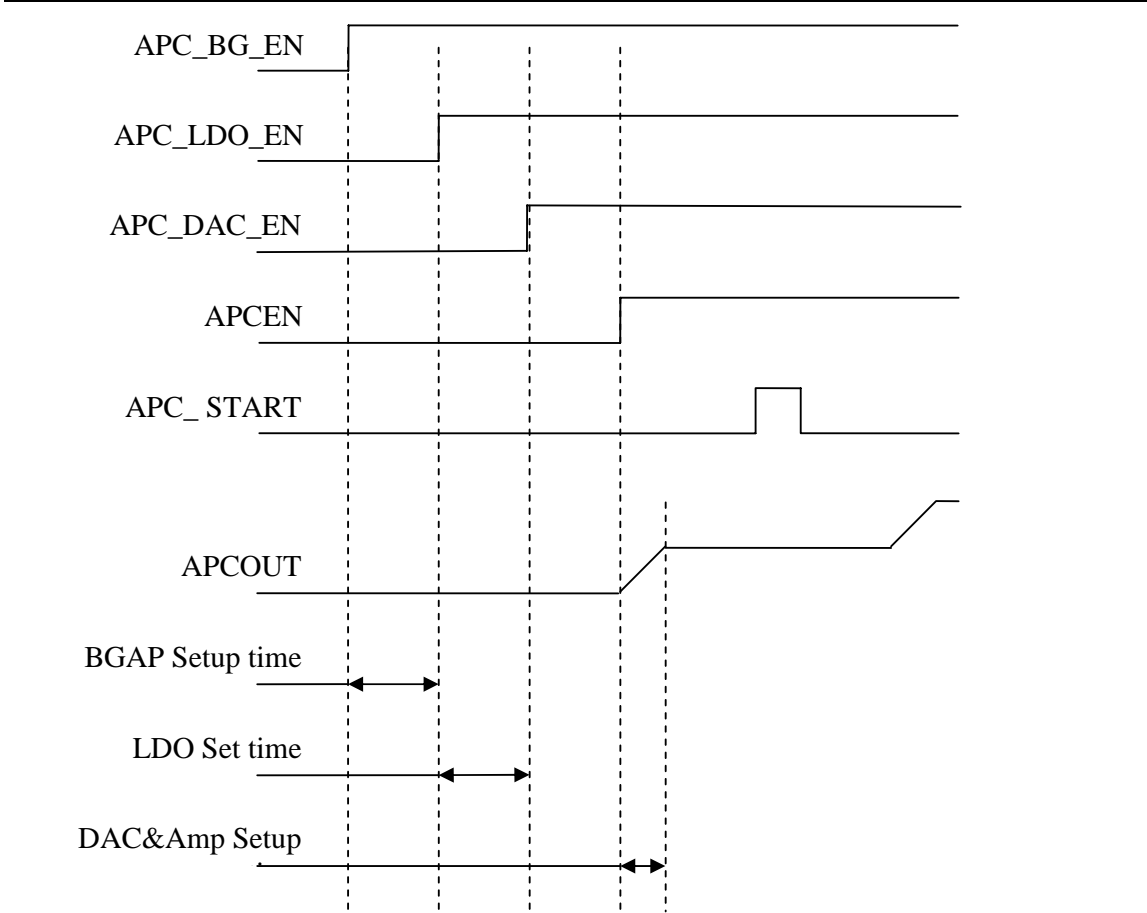 APC_BG_EN
APC_LDO_EN
APC_DAC_EN
APCEN
APC_ START
APCOUT
BGAP Setup time
LDO Set time
DAC&Amp Setup